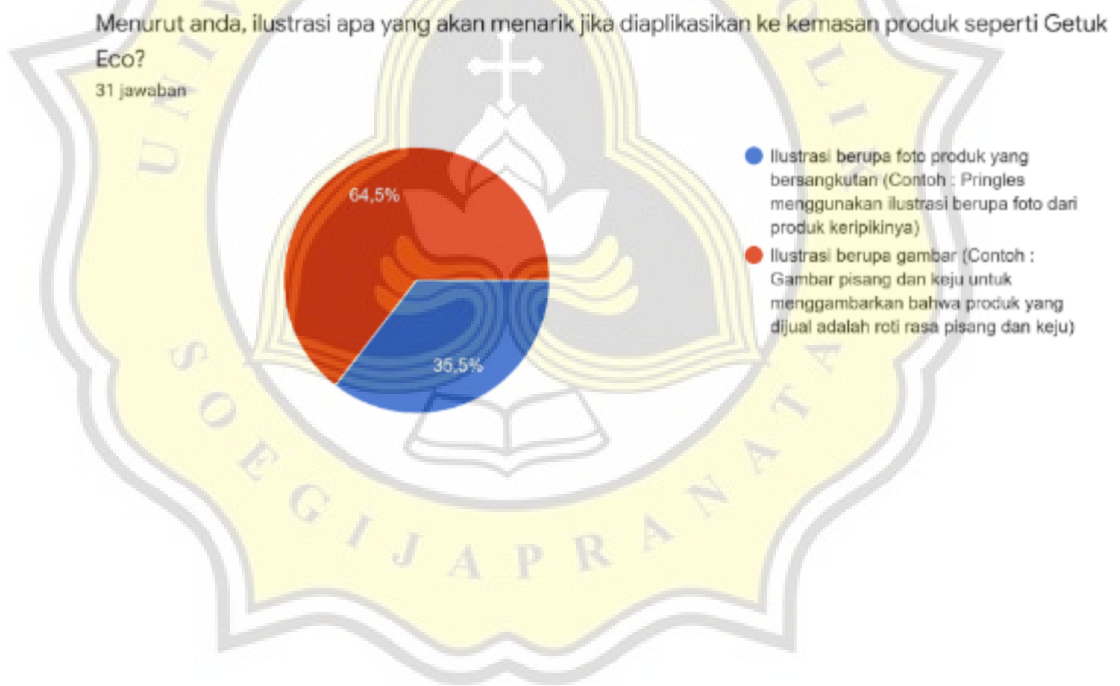 Menurut anda, ilustrasi apa yang akan menarik jika diaplikasikan ke kemasan produk seperti Getuk
Eco?
31 jawaban
64,5%
35,5%
Ilustrasi berupa foto produk yang
bersangkutan (Contoh : Pringles
menggunakan ilustrasi berupa foto dari
produk keripikinya)
Ilustrasi berupa gambar (Contoh :
Gambar pisang dan keju untuk
menggambarkan bahwa produk yang
dijual adalah roti rasa pisang dan keju)
SOEGIJAPRANATA